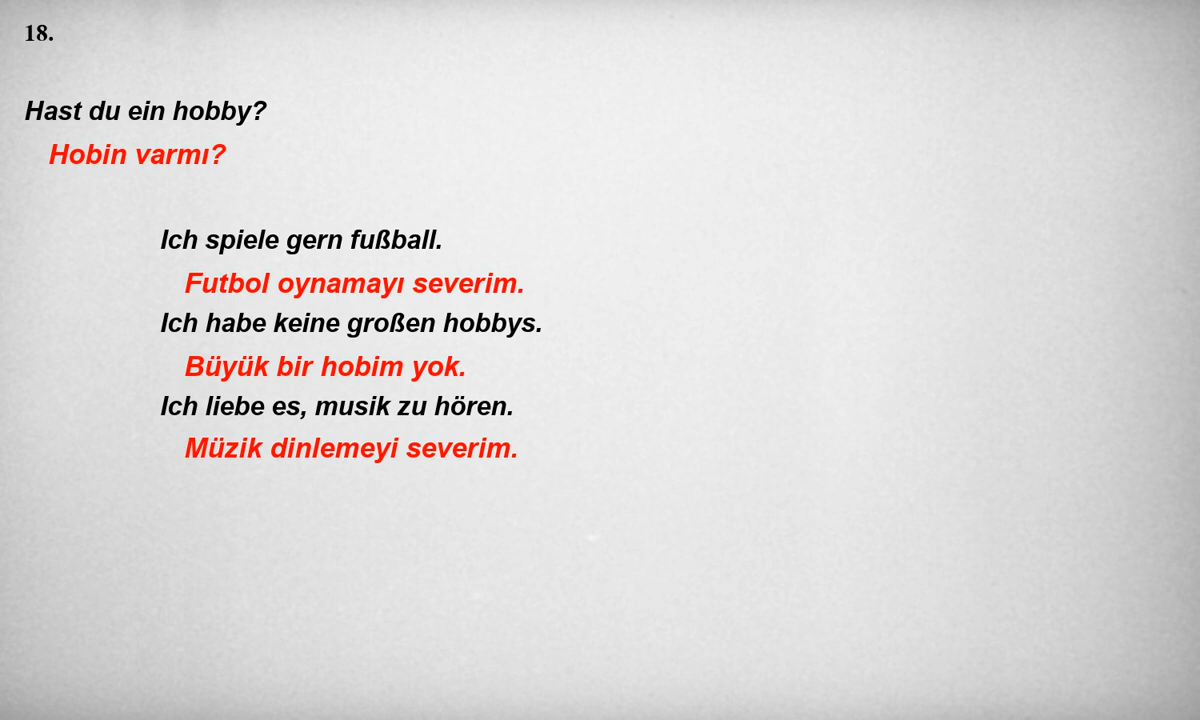 18.
Hast du ein hobby?
Hobin varmı?
Ich spiele gern fußball.
Futbol oynamayı severim.
Ich habe keine großen hobbys.
Büyük bir hobim yok.
Ich liebe es, musik zu hören.
Müzik dinlemeyi severim.